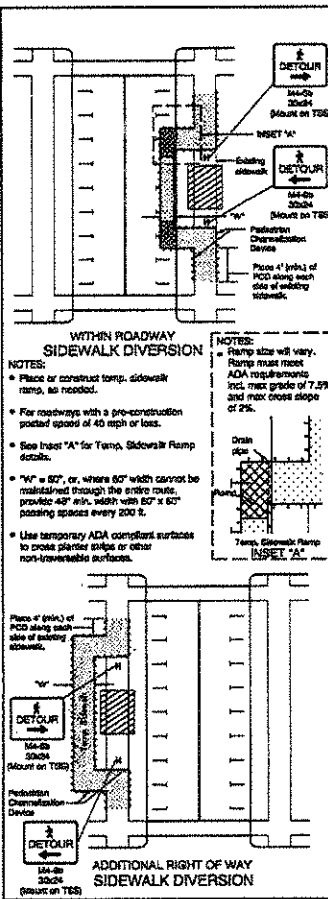 DETOUR
M4-9b
30x24
(Mount on TSS)
INSET "A"
Existing
sidewalk
DETOUR
M4-9b
30x24
(Mount on TSS)
"W"
Pedestrian
Channelization
Device
Place 4' (min.) of
PCD along each
side of existing
sidewalk.
WITHIN ROADWAY
SIDEWALK DIVERSION
NOTES:
• Place or construct temp. sidewalk
ramp, as needed.
• For roadways with a pre-construction
posted speed of 40 mph or less.
• See Inset "A" for Temp. Sidewalk Ramp
details.
• "W" = 60", or, where 60" width cannot be
maintained through the entire route,
provide 48" min. width with 60" x 60"
passing spaces every 200 ft.
• Use temporary ADA compliant surfaces
to cross planter strips or other
non-traversable surfaces.
NOTES:
Ramp size will vary.
Ramp must meet
ADA requirements
incl. max grade of 7.5%
and max cross slope
of 2%.
Drain
pipe
Ramp
Temp. Sidewalk Ramp
INSET "A"
Place 4' (min.) of
PCD along each
side of existing
sidewalk.
"W"
DETOUR
M4-9b
30x24
(Mount on TSS)
Pedestrian
Channelization
Device
DETOUR
M4-9b
30x24
(Mount on TSS)
ADDITIONAL RIGHT OF WAY
SIDEWALK DIVERSION